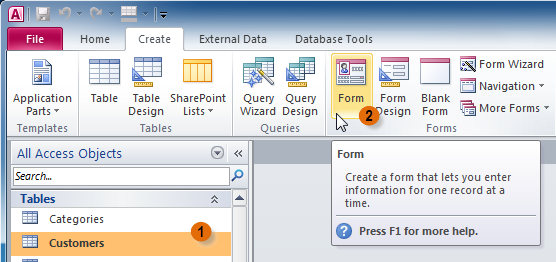 A
File Home Create External Data Database Tools
Application Parts
Table
Table Design
SharePoint Lists
Query Wizard
Query Design
Form
Form Design
Blank Form
Form Wizard
Navigation
More Forms
Templates Tables Queries Forms
2
All Access Objects
Search...
Tables
Categories
Customers
1
Form
Create a form that lets you enter
information for one record at a
time.
Press F1 for more help.